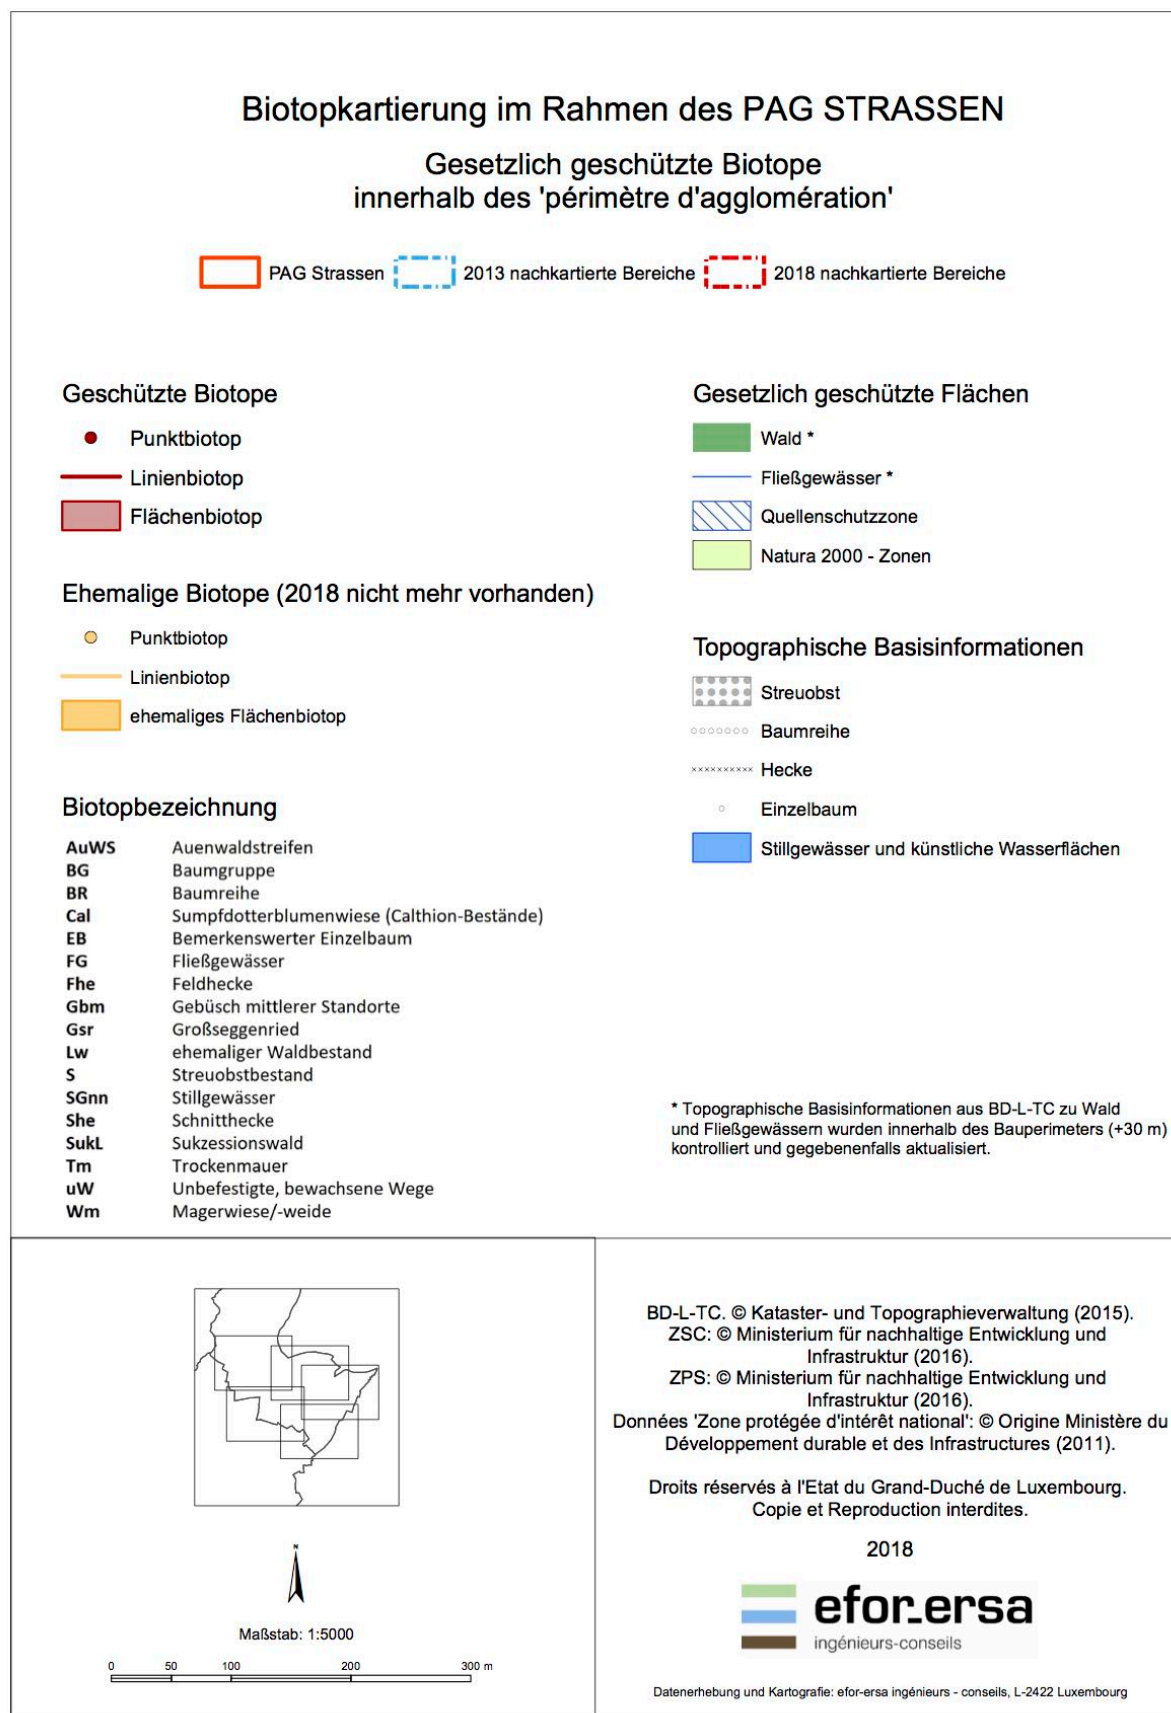 Biotopkartierung im Rahmen des PAG STRASSEN
Gesetzlich geschützte Biotope
innerhalb des 'périmètre d'agglomération'
PAG Strassen
2013 nachkartierte Bereiche
2018 nachkartierte Bereiche
Geschützte Biotope
Punktbiotop
Linienbiotop
Flächenbiotop
Ehemalige Biotope (2018 nicht mehr vorhanden)
Punktbiotop
Linienbiotop
ehemaliges Flächenbiotop
Biotopbezeichnung
AuWS Auenwaldstreifen
BG Baumgruppe
BR Baumreihe
Cal Sumpfdotterblumenwiese (Calthion-Bestände)
EB Bemerkenswerter Einzelbaum
FG Fließgewässer
Fhe Feldhecke
Gbm Gebüsch mittlerer Standorte
Gsr Großseggenried
Lw ehemaliger Waldbestand
S Streuobstbestand
SGnn Stillgewässer
She Schnitthecke
SukL Sukzessionswald
Tm Trockenmauer
uW Unbefestigte, bewachsene Wege
Wm Magerwiese/-weide
Gesetzlich geschützte Flächen
Wald *
Fließgewässer *
Quellenschutzzone
Natura 2000 - Zonen
Topographische Basisinformationen
Streuobst
Baumreihe
Hecke
Einzelbaum
Stillgewässer und künstliche Wasserflächen
* Topographische Basisinformationen aus BD-L-TC zu Wald
und Fließgewässern wurden innerhalb des Bauperimeters (+30 m)
kontrolliert und gegebenenfalls aktualisiert.
N
Maßstab: 1:5000
0 50 100 200 300 m
BD-L-TC. © Kataster- und Topographieverwaltung (2015).
ZSC: © Ministerium für nachhaltige Entwicklung und
Infrastruktur (2016).
ZPS: © Ministerium für nachhaltige Entwicklung und
Infrastruktur (2016).
Données 'Zone protégée d'intérêt national': © Origine Ministère du
Développement durable et des Infrastructures (2011).
Droits réservés à l'Etat du Grand-Duché de Luxembourg.
Copie et Reproduction interdites.
2018
efor_ersa
ingénieurs-conseils
Datenerhebung und Kartografie: efor-ersa ingénieurs - conseils, L-2422 Luxembourg